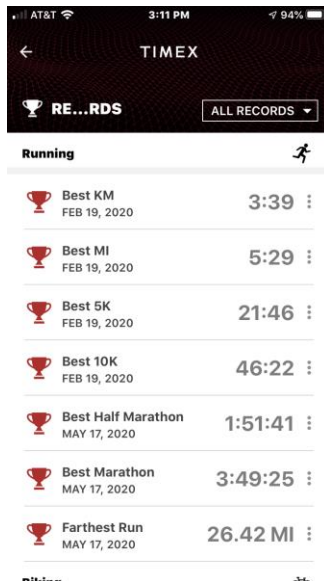 AT&T 3:11 PM 94%
TIMEX
RE...RDS ALL RECORDS
Running
Best KM 3:39
FEB 19, 2020
Best MI 5:29
FEB 19, 2020
Best 5K 21:46
FEB 19, 2020
Best 10K 46:22
FEB 19, 2020
Best Half Marathon 1:51:41
MAY 17, 2020
Best Marathon 3:49:25
MAY 17, 2020
Farthest Run 26.42 MI
MAY 17, 2020
Biking